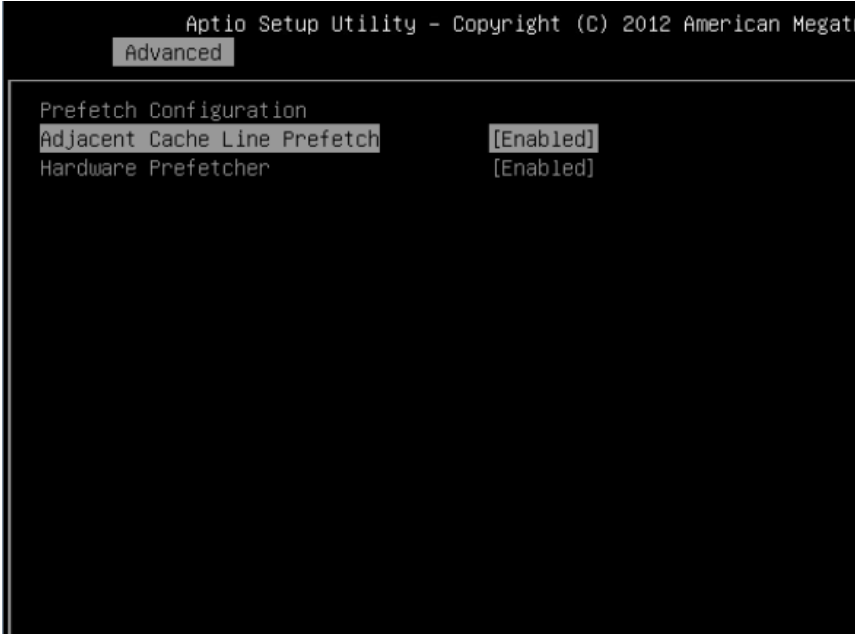 Aptio Setup Utility – Copyright (C) 2012 American
Advanced
Prefetch Configuration
Adjacent Cache Line Prefetch [Enabled]
Hardware Prefetcher [Enabled]